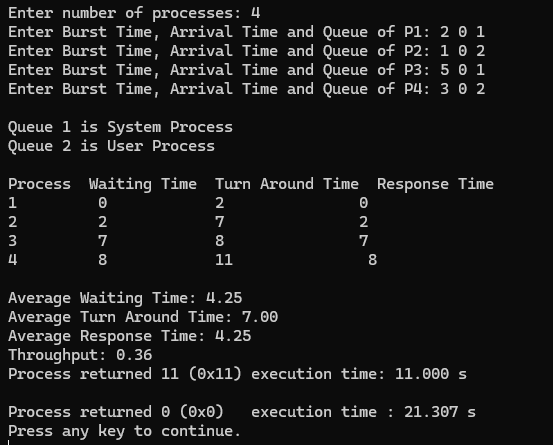 Enter number of processes: 4
Enter Burst Time, Arrival Time and Queue of P1: 2 0 1
Enter Burst Time, Arrival Time and Queue of P2: 1 0 2
Enter Burst Time, Arrival Time and Queue of P3: 5 0 1
Enter Burst Time, Arrival Time and Queue of P4: 3 0 2

Queue 1 is System Process
Queue 2 is User Process

Process  Waiting Time  Turn Around Time  Response Time
1         0            2               0
2         2            7               2
3         7            8               7
4         8            11               8

Average Waiting Time: 4.25
Average Turn Around Time: 7.00
Average Response Time: 4.25
Throughput: 0.36
Process returned 11 (0x11) execution time: 11.000 s

Process returned 0 (0x0)   execution time : 21.307 s
Press any key to continue.